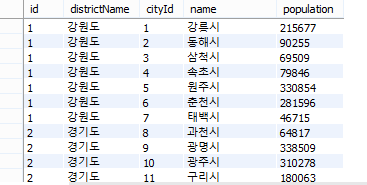 id districtName cityId name population
1 강원도 1 강릉시 215677
1 강원도 2 동해시 90255
1 강원도 3 삼척시 69509
1 강원도 4 속초시 79846
1 강원도 5 원주시 330854
1 강원도 6 춘천시 281596
1 강원도 7 태백시 46715
2 경기도 8 과천시 64817
2 경기도 9 광명시 338509
2 경기도 10 광주시 310278
2 경기도 11 구리시 180063